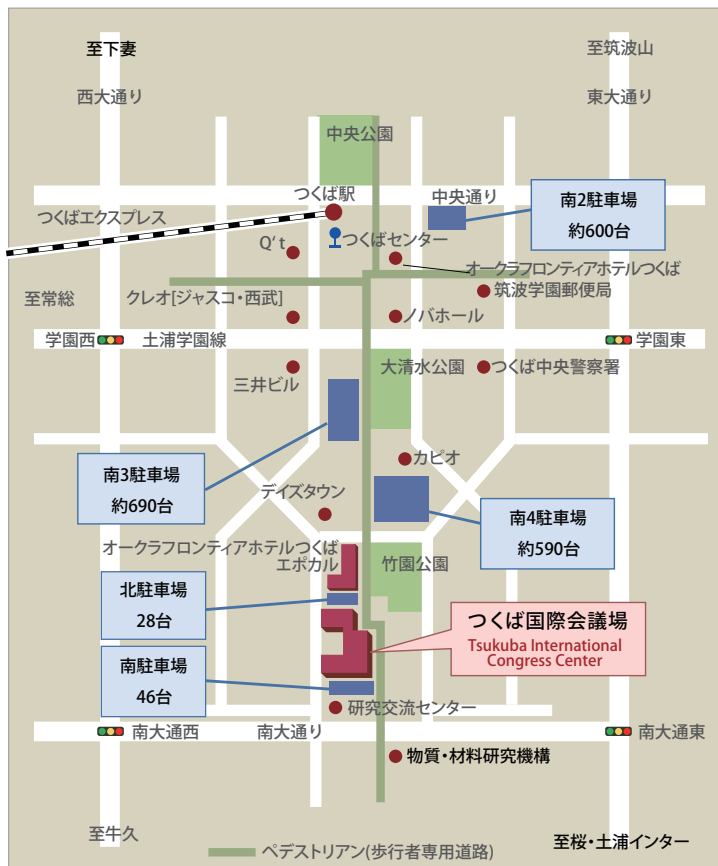 至下妻
至筑波山
西大通り
東大通り
中央公園
つくば駅
中央通り
南2駐車場
約600台
つくばエクスプレス
Q't
つくばセンター
オークラフロンティアホテルつくば
至常総
クレオ[ジャスコ・西武]
筑波学園郵便局
ノバホール
学園西
土浦学園線
学園東
三井ビル
大清水公園
つくば中央警察署
南3駐車場
約690台
カピオ
デイズタウン
南4駐車場
約590台
オークラフロンティアホテルつくば
エポカル
竹園公園
北駐車場
28台
つくば国際会議場
Tsukuba International
Congress Center
南駐車場
46台
研究交流センター
南大通西
南大通り
南大通東
物質・材料研究機構
至牛久
至桜・土浦インター
ペデストリアン(歩行者専用道路)